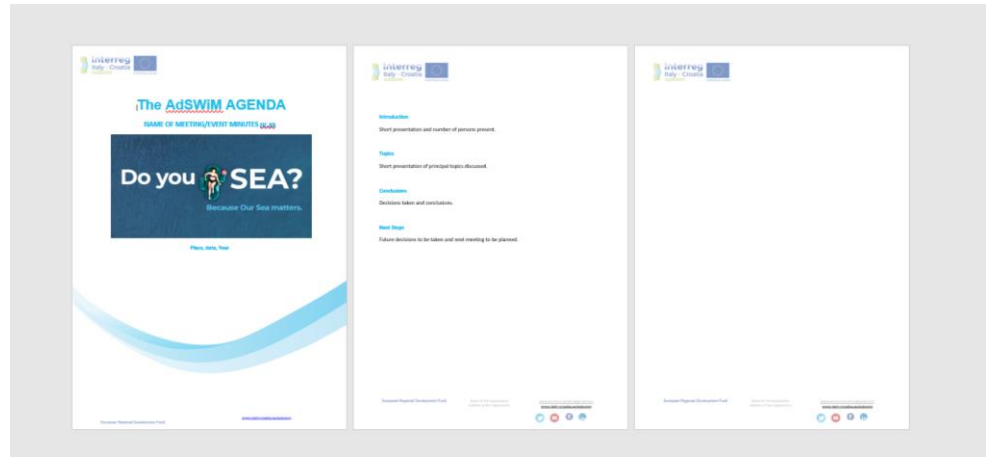 Interreg
Italy - Croatia
The AdSWiM AGENDA
NAME OF MEETING/EVENT MINUTES
Do you SEA?
Because Our Sea matters.
Place, date, Year
European Regional Development Fund
Interreg
Italy - Croatia
Introduction
Short presentation and number of persons present.
Topics
Short presentation of principal topics discussed.
Conclusions
Decisions taken and conclusions.
Next Steps
Future decisions to be taken and next meeting to be planned.
European Regional Development Fund
Interreg
Italy - Croatia
European Regional Development Fund